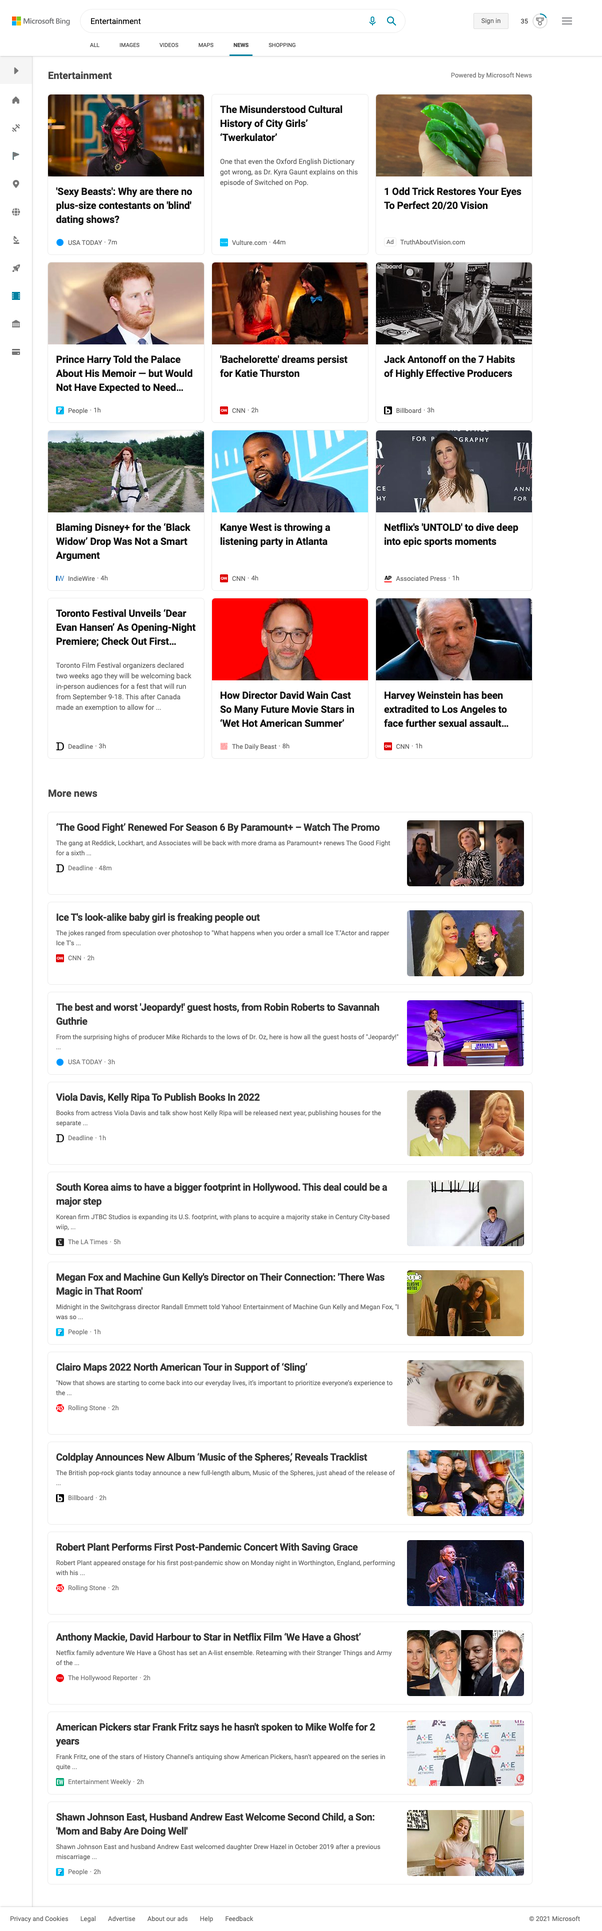 Microsoft Bing
Entertainment
Sign in
35
ALL
IMAGES
VIDEOS
MAPS
NEWS
SHOPPING
Entertainment
Powered by Microsoft News
'Sexy Beasts': Why are there no
plus-size contestants on 'blind'
dating shows?
USA TODAY · 7m
The Misunderstood Cultural
History of City Girls’
‘Twerkulator’
One that even the Oxford English Dictionary
got wrong, as Dr. Kyra Gaunt explains on this
episode of Switched on Pop.
Vulture.com · 44m
1 Odd Trick Restores Your Eyes
To Perfect 20/20 Vision
Ad TruthAboutVision.com
Prince Harry Told the Palace
About His Memoir — but Would
Not Have Expected to Need...
People · 1h
'Bachelorette' dreams persist
for Katie Thurston
CNN · 2h
billboard
Jack Antonoff on the 7 Habits
of Highly Effective Producers
Billboard · 3h
Blaming Disney+ for the ‘Black
Widow’ Drop Was Not a Smart
Argument
IW IndieWire · 4h
Kanye West is throwing a
listening party in Atlanta
CNN · 4h
Netflix's 'UNTOLD' to dive deep
into epic sports moments
AP Associated Press · 1h
Toronto Festival Unveils ‘Dear
Evan Hansen’ As Opening-Night
Premiere; Check Out First...
Toronto Film Festival organizers declared
two weeks ago they will be welcoming back
in-person audiences for a fest that will run
from September 9-18. This after Canada
made an exemption to allow for ...
D Deadline · 3h
How Director David Wain Cast
So Many Future Movie Stars in
‘Wet Hot American Summer’
The Daily Beast · 8h
Harvey Weinstein has been
extradited to Los Angeles to
face further sexual assault...
CNN · 1h
More news
‘The Good Fight’ Renewed For Season 6 By Paramount+ – Watch The Promo
The gang at Reddick, Lockhart, and Associates will be back with more drama as Paramount+ renews The Good Fight
for a sixth ...
D Deadline · 48m
Ice T's look-alike baby girl is freaking people out
The jokes ranged from speculation over photoshop to "What happens when you order a small Ice T."Actor and rapper
Ice T's ...
CNN · 2h
The best and worst 'Jeopardy!' guest hosts, from Robin Roberts to Savannah
Guthrie
From the surprising highs of producer Mike Richards to the lows of Dr. Oz, here is how all the guest hosts of "Jeopardy!"
...
USA TODAY · 3h
Viola Davis, Kelly Ripa To Publish Books In 2022
Books from actress Viola Davis and talk show host Kelly Ripa will be released next year, publishing houses for the
separate ...
D Deadline · 1h
South Korea aims to have a bigger footprint in Hollywood. This deal could be a
major step
Korean firm JTBC Studios is expanding its U.S. footprint, with plans to acquire a majority stake in Century City-based
wiip, ...
The LA Times · 5h
Megan Fox and Machine Gun Kelly's Director on Their Connection: 'There Was
Magic in That Room'
Midnight in the Switchgrass director Randall Emmett told Yahoo! Entertainment of Machine Gun Kelly and Megan Fox, "I
was so ...
People · 1h
Clairo Maps 2022 North American Tour in Support of ‘Sling’
"Now that shows are starting to come back into our everyday lives, it's important to prioritize everyone's experience to
the ...
Rolling Stone · 2h
Coldplay Announces New Album ‘Music of the Spheres,’ Reveals Tracklist
The British pop-rock giants today announce a new full-length album, Music of the Spheres, just ahead of the release of
...
Billboard · 2h
Robert Plant Performs First Post-Pandemic Concert With Saving Grace
Robert Plant appeared onstage for his first post-pandemic show on Monday night in Worthington, England, performing
with his ...
Rolling Stone · 2h
Anthony Mackie, David Harbour to Star in Netflix Film ‘We Have a Ghost’
Netflix family adventure We Have a Ghost has set an A-list ensemble. Reteaming with their Stranger Things and Army
of the ...
The Hollywood Reporter · 2h
American Pickers star Frank Fritz says he hasn't spoken to Mike Wolfe for 2
years
Frank Fritz, one of the stars of History Channel's antiquing show American Pickers, hasn't appeared on the series in
quite ...
Entertainment Weekly · 2h
Shawn Johnson East, Husband Andrew East Welcome Second Child, a Son:
'Mom and Baby Are Doing Well'
Shawn Johnson East and husband Andrew East welcomed daughter Drew Hazel in October 2019 after a previous
miscarriage ...
People · 2h
Privacy and Cookies
Legal
Advertise
About our ads
Help
Feedback
© 2021 Microsoft